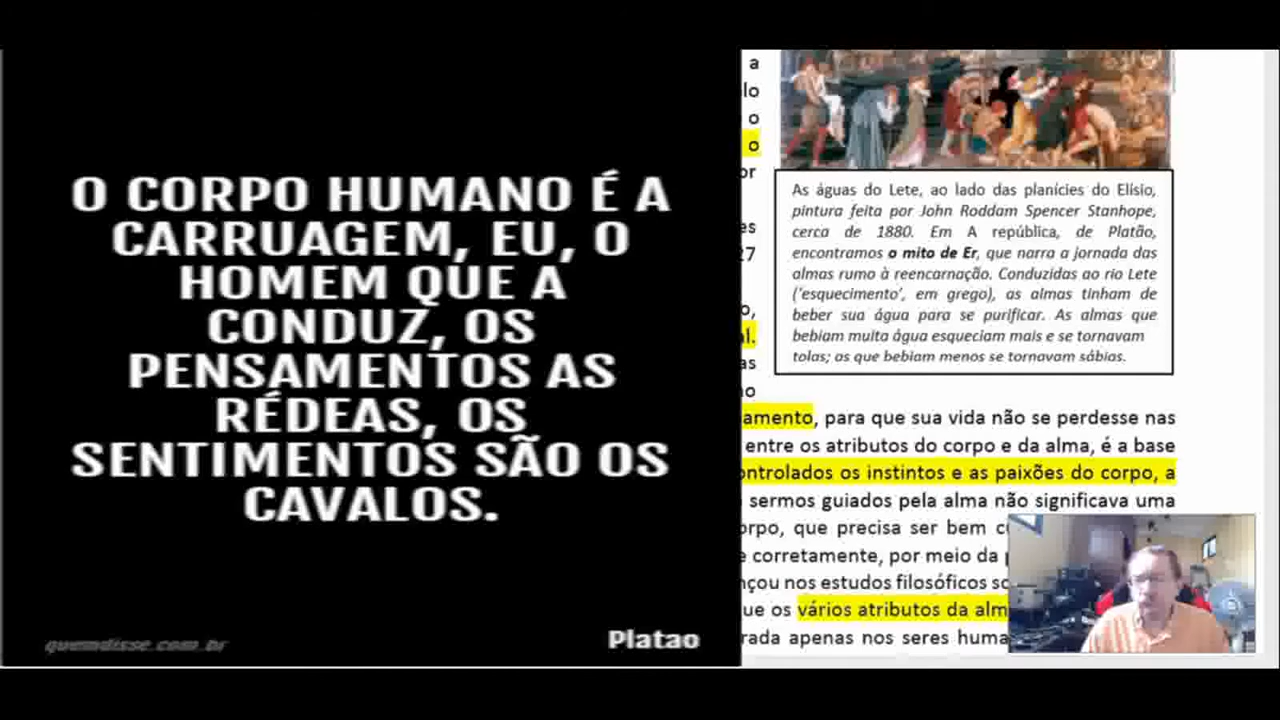 O CORPO HUMANO É A
CARRUAGEM, EU, O
HOMEM QUE A
CONDUZ, OS
PENSAMENTOS AS
RÉDEAS, OS
SENTIMENTOS SÃO OS
CAVALOS.
quemdisse.com.br
Platao
a
lo
o
o
or
es
27
o,
l.
as
no
As águas do Lete, ao lado das planícies do Elísio,
pintura feita por John Roddam Spencer Stanhope,
cerca de 1880. Em A república, de Platão,
encontramos o mito de Er, que narra a jornada das
almas rumo à reencarnação. Conduzidas ao rio Lete
('esquecimento', em grego), as almas tinham de
beber sua água para se purificar. As almas que
bebiam muita água esqueciam mais e se tornavam
tolas; as que bebiam menos se tornavam sábias.
amento, para que sua vida não se perdesse nas
entre os atributos do corpo e da alma, é a base
ontrolados os instintos e as paixões do corpo, a
sermos guiados pela alma não significava uma
orpo, que precisa ser bem c
e corretamente, por meio da
nçou nos estudos filosóficos so
ue os vários atributos da alm
rada apenas nos seres huma